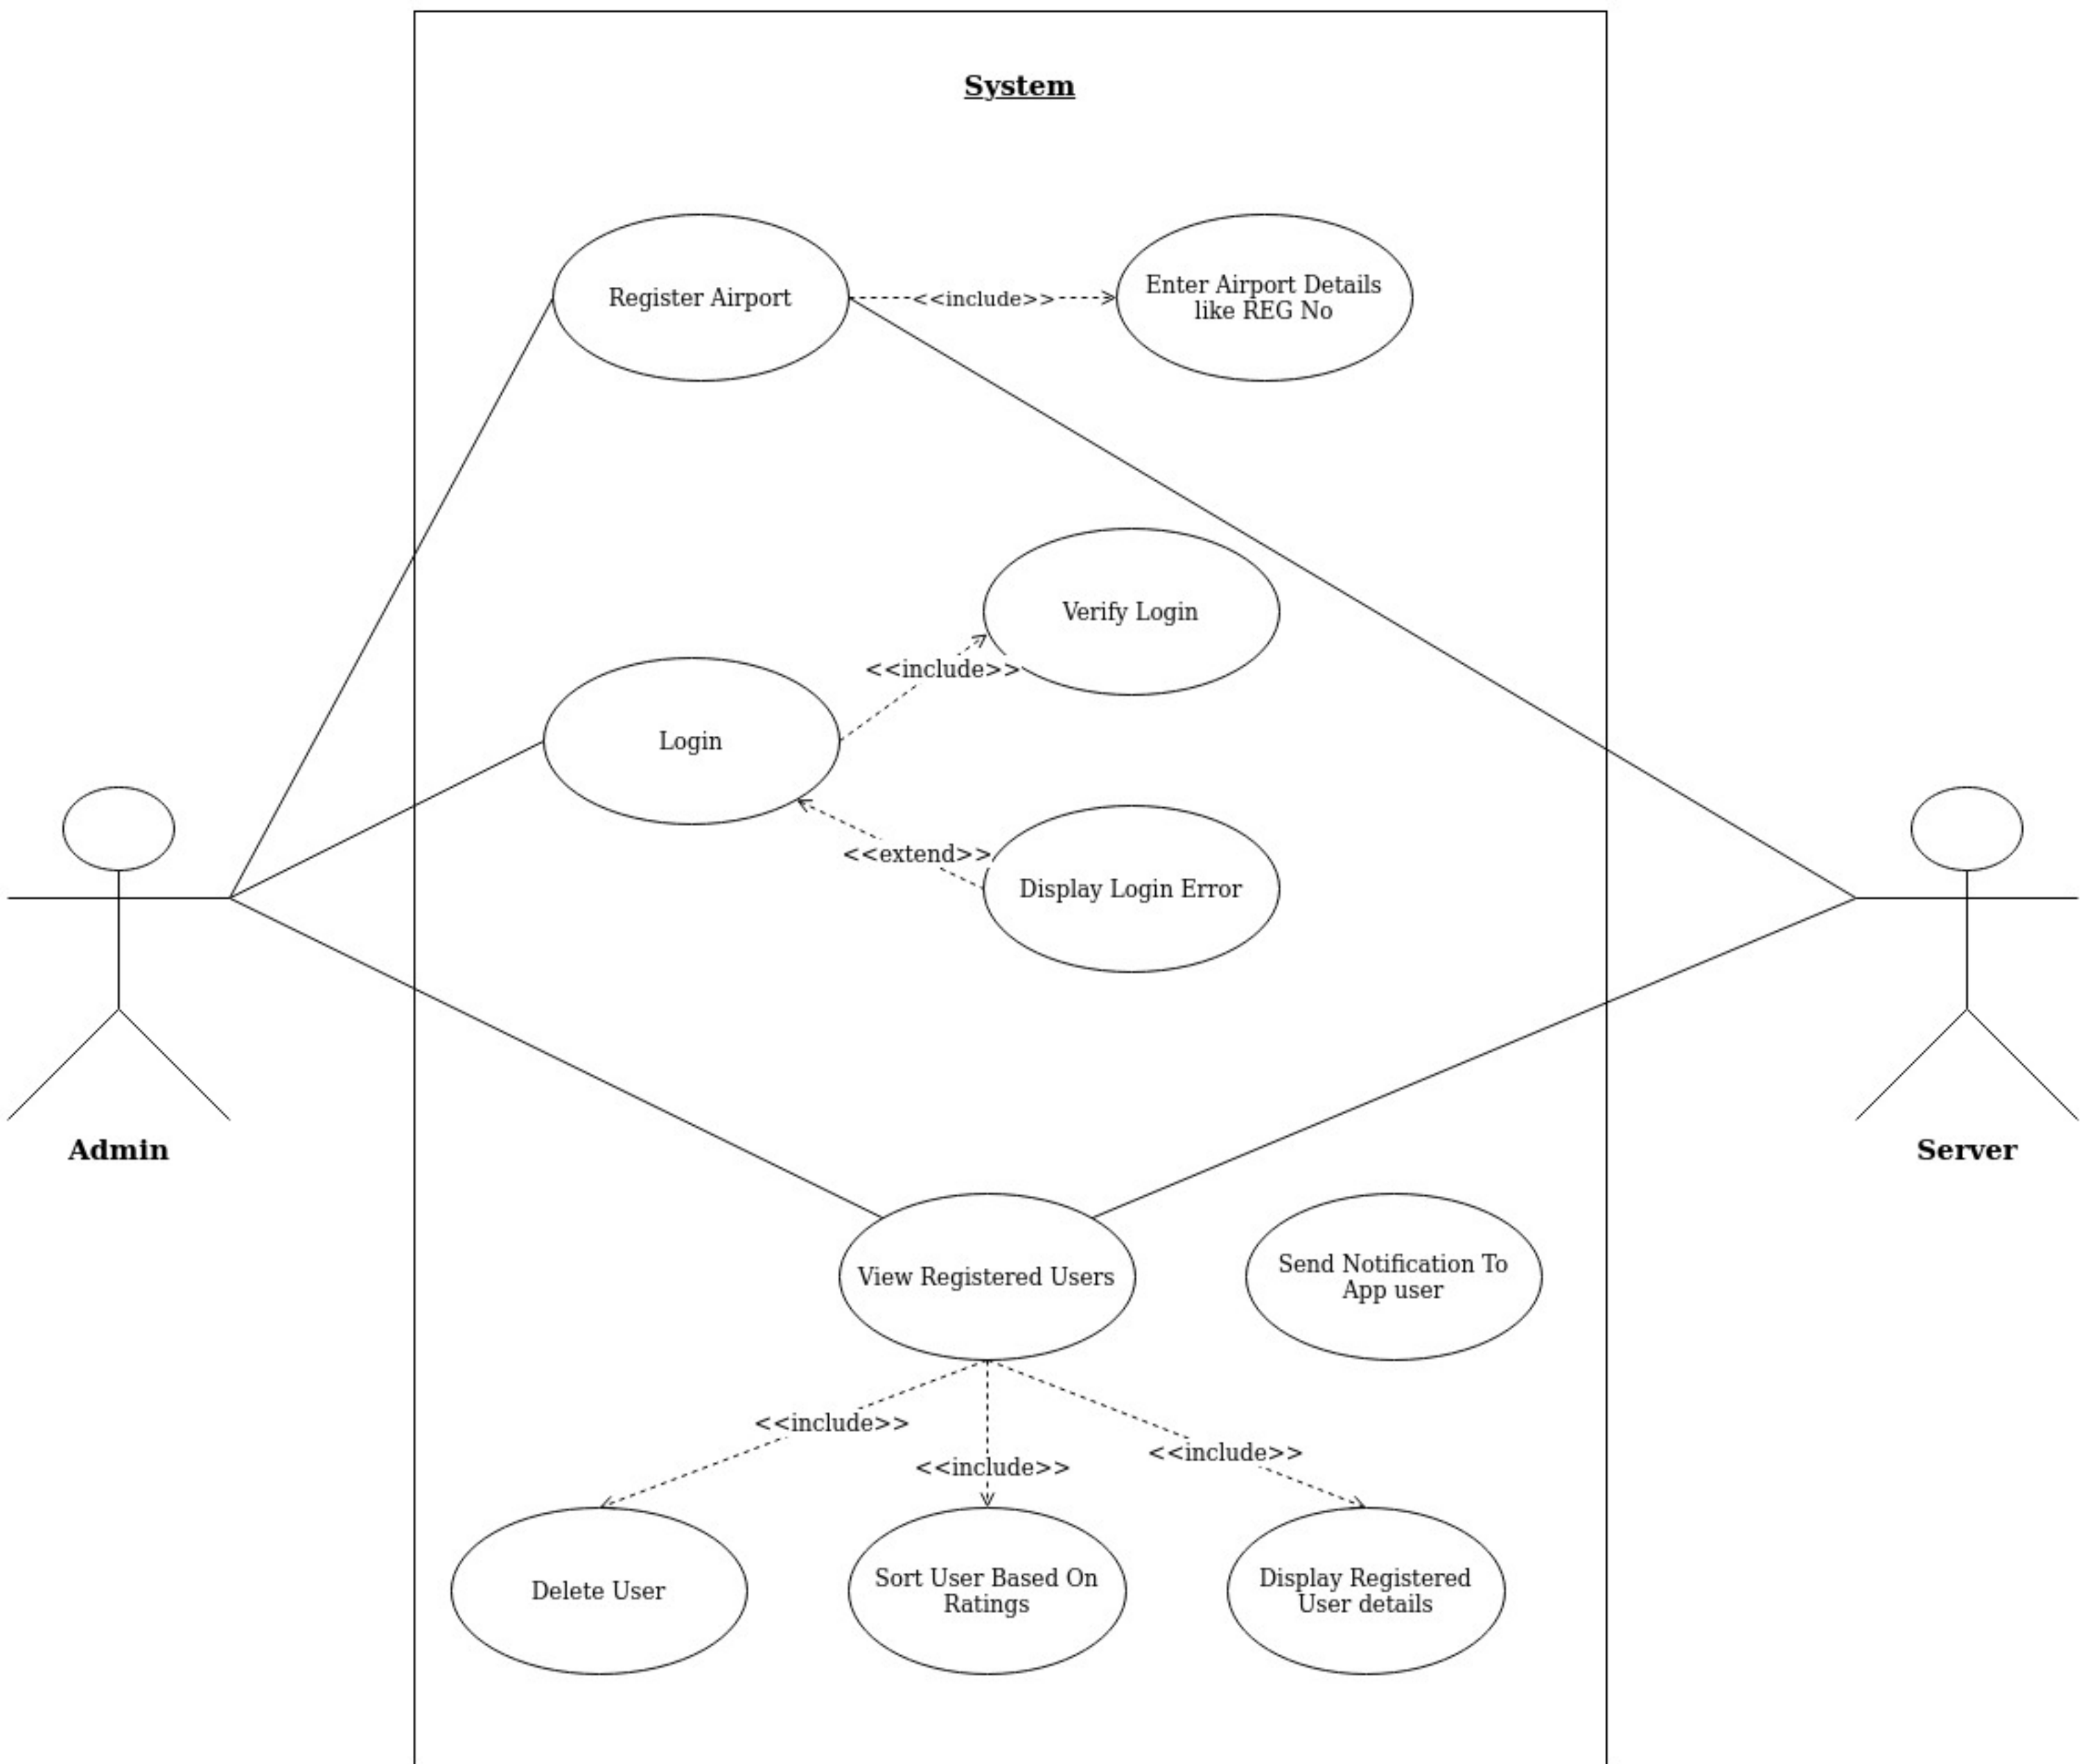 System
Register Airport
<<include>>
Enter Airport Details
like REG No
Verify Login
<<include>>
Login
<<extend>>
Display Login Error
Admin
Server
View Registered Users
Send Notification To
App user
<<include>>
<<include>>
<<include>>
Delete User
Sort User Based On
Ratings
Display Registered
User details